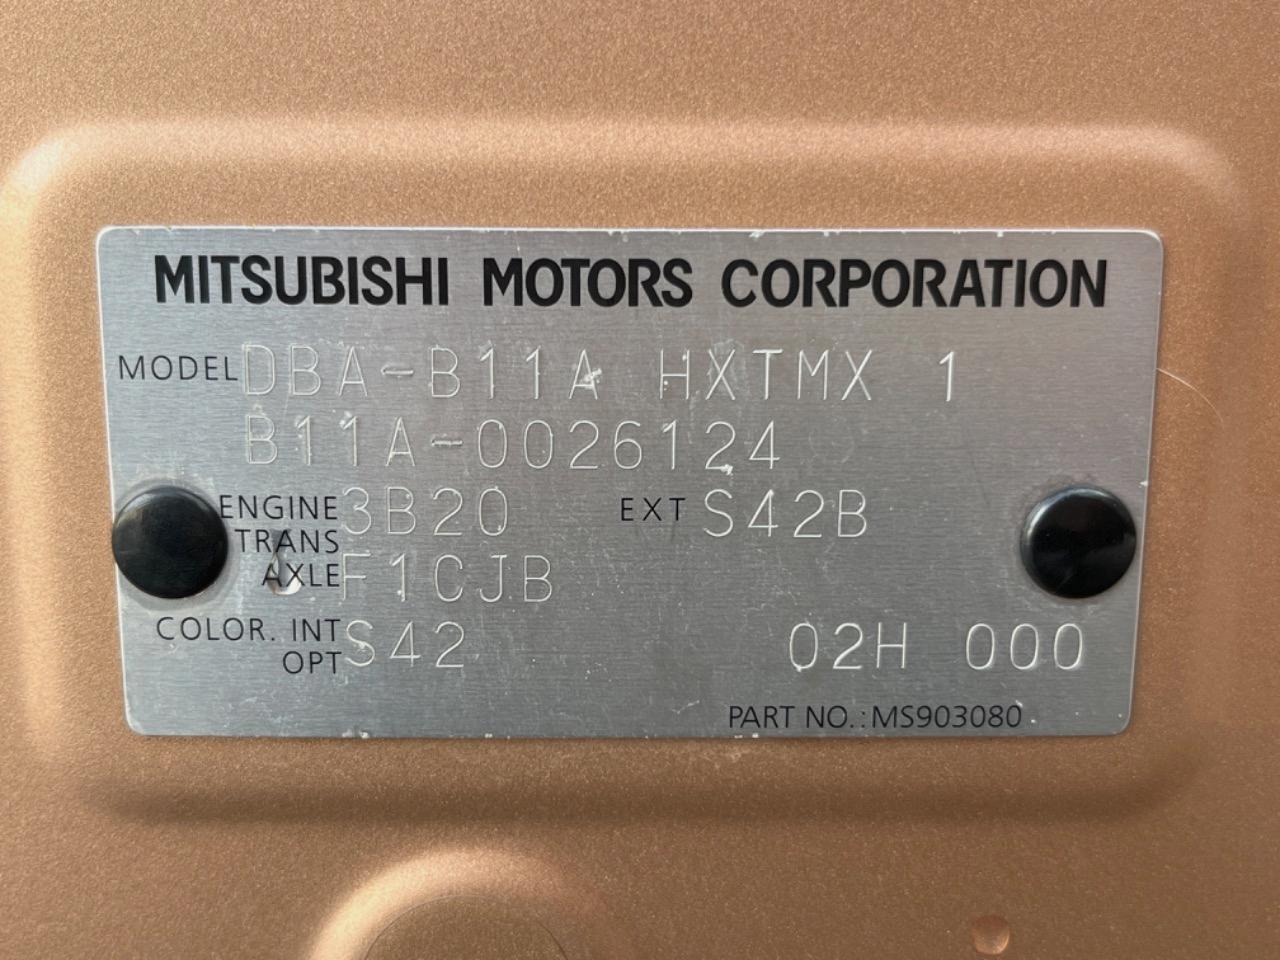 MITSUBISHI MOTORS CORPORATION
MODEL DBA-B11A HXTMX 1
B11A-0026124
ENGINE 3B20 EXT S42B
TRANS
AXLE F1CJB
COLOR. INT S42 02H 000
OPT
PART NO.:MS903080